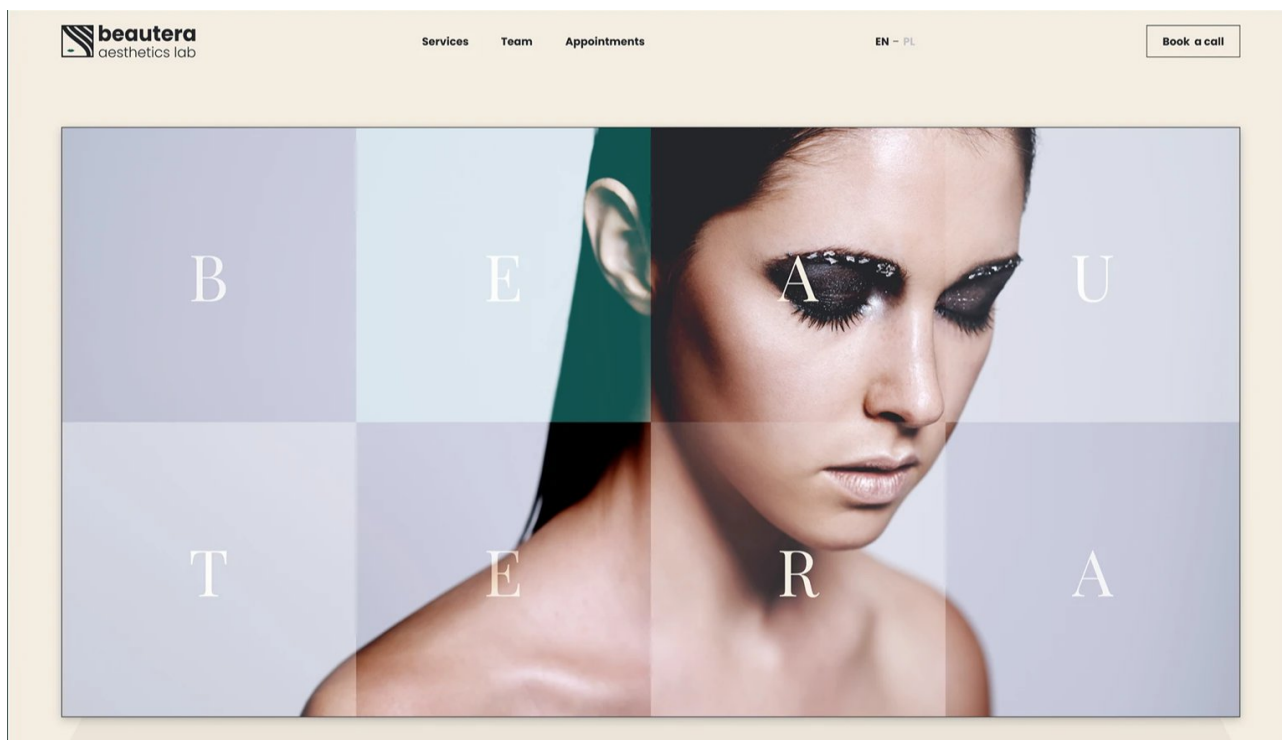 beautera
aesthetics lab
Services Team Appointments EN – PL Book a call
B E A U
T E R A